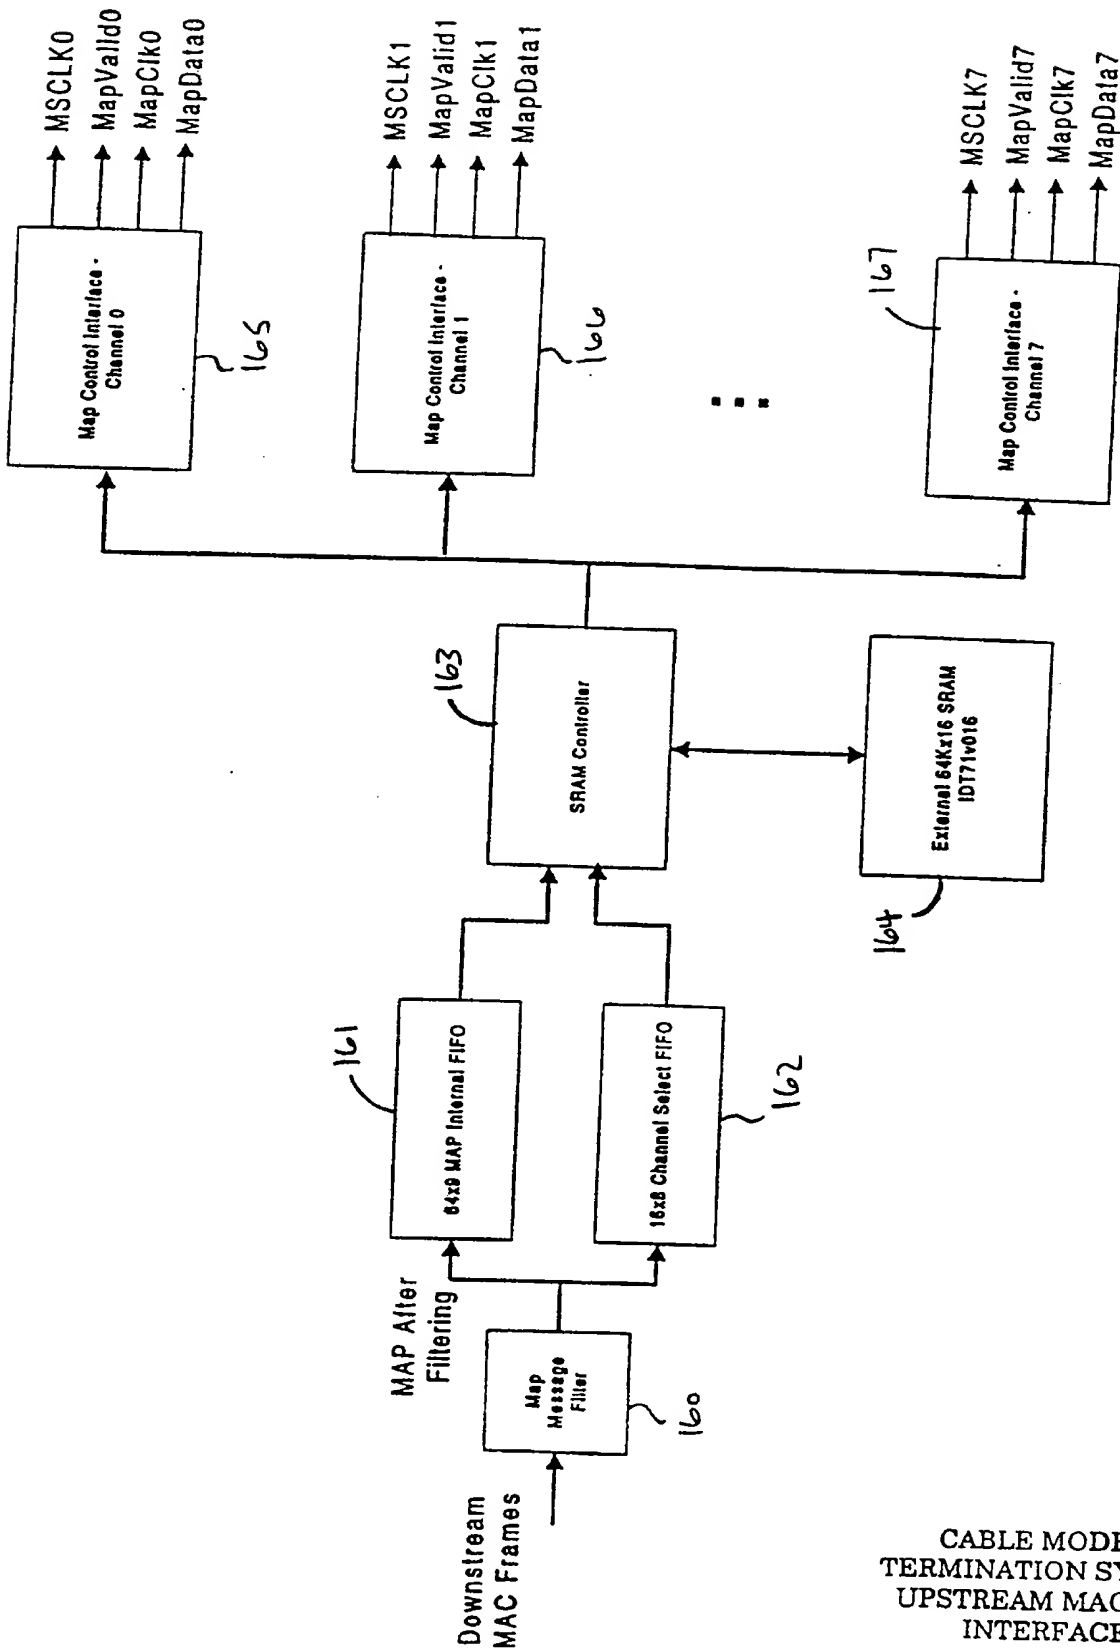 Downstream
MAC Frames
Map
Message
Filter
160
MAP After
Filtering
64x9 MAP Internal FIFO
161
16x8 Channel Select FIFO
162
SRAM Controller
163
External 64Kx16 SRAM
IDT71v016
164
Map Control Interface -
Channel 0
165
MSCLK0
MapValid0
MapClk0
MapData0
Map Control Interface -
Channel 1
166
MSCLK1
MapValid1
MapClk1
MapData1
Map Control Interface -
Channel 7
167
MSCLK7
MapValid7
MapClk7
MapData7
CABLE MODE
TERMINATION SY
UPSTREAM MAC
INTERFACE